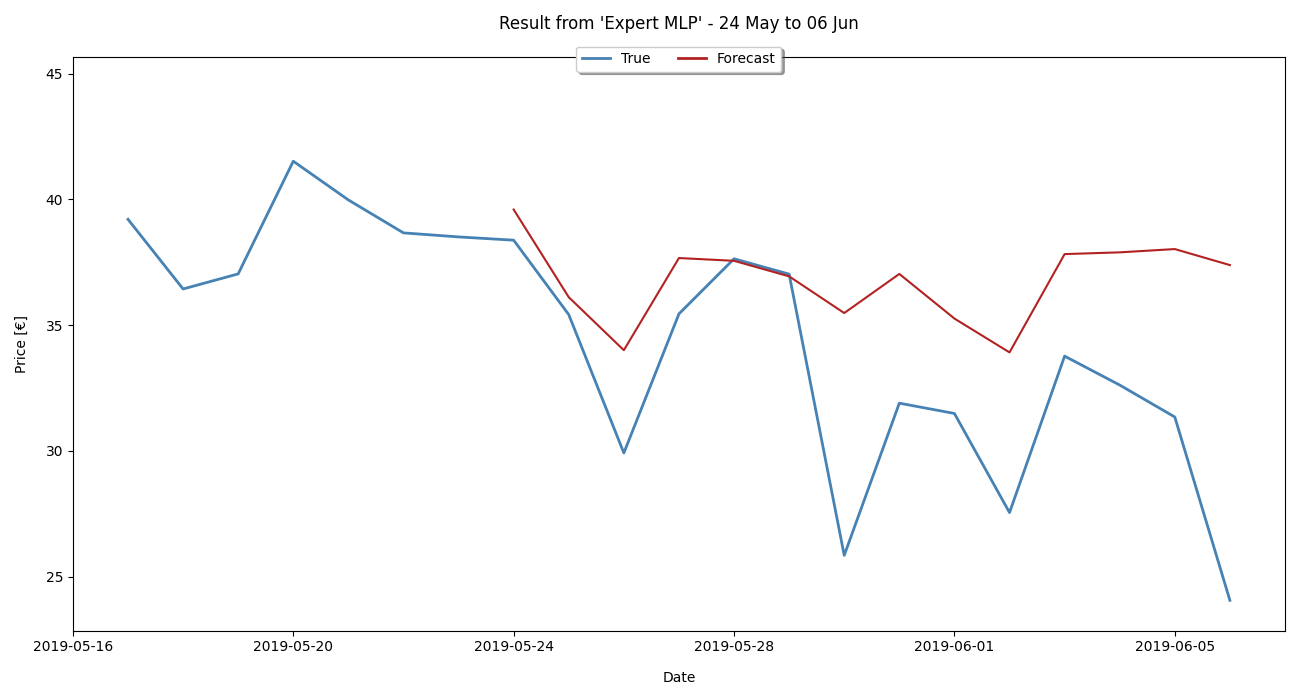 Result from 'Expert MLP' - 24 May to 06 Jun
True Forecast
45
40
35
30
25
Price [€]
2019-05-16 2019-05-20 2019-05-24 2019-05-28 2019-06-01 2019-06-05
Date